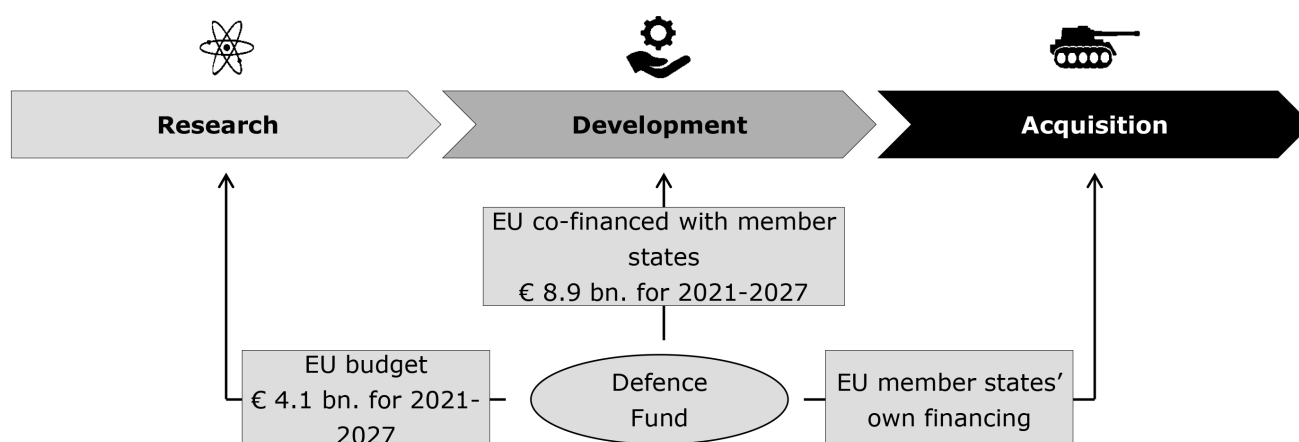 Research
Development
Acquisition
EU co-financed with member
states
€ 8.9 bn. for 2021-2027
EU budget
€ 4.1 bn. for 2021-
2027
Defence
Fund
EU member states’
own financing